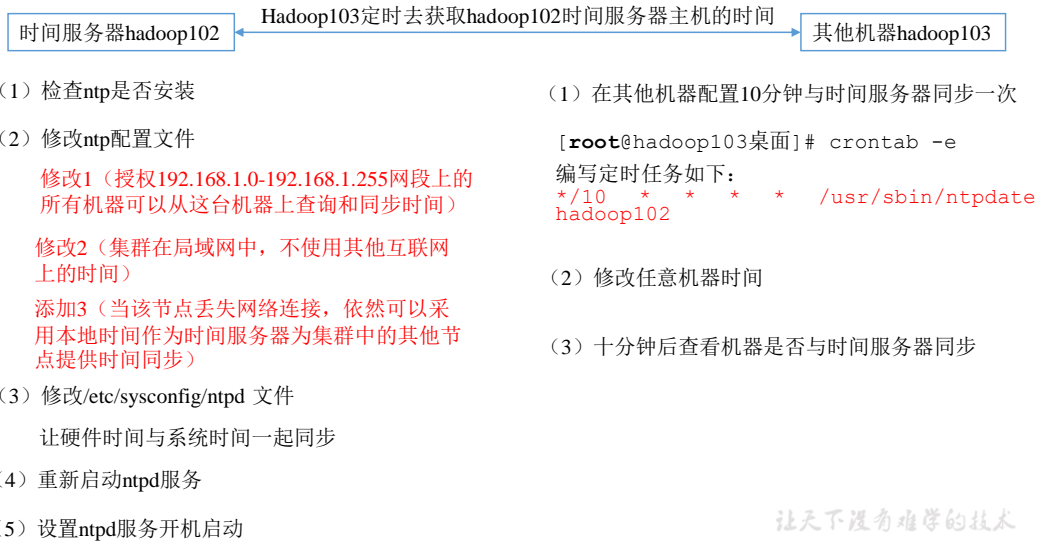 Hadoop103定时去获取hadoop102时间服务器主机的时间
时间服务器hadoop102
其他机器hadoop103
（1）检查ntp是否安装
（2）修改ntp配置文件
修改1（授权192.168.1.0-192.168.1.255网段上的
所有机器可以从这台机器上查询和同步时间）
修改2（集群在局域网中，不使用其他互联网
上的时间）
添加3（当该节点丢失网络连接，依然可以采
用本地时间作为时间服务器为集群中的其他节
点提供时间同步）
（3）修改/etc/sysconfig/ntpd 文件
让硬件时间与系统时间一起同步
（4）重新启动ntpd服务
（5）设置ntpd服务开机启动
（1）在其他机器配置10分钟与时间服务器同步一次
[root@hadoop103桌面]# crontab -e
编写定时任务如下：
*/10 * * * * /usr/sbin/ntpdate
hadoop102
（2）修改任意机器时间
（3）十分钟后查看机器是否与时间服务器同步
让天下没有难学的技术